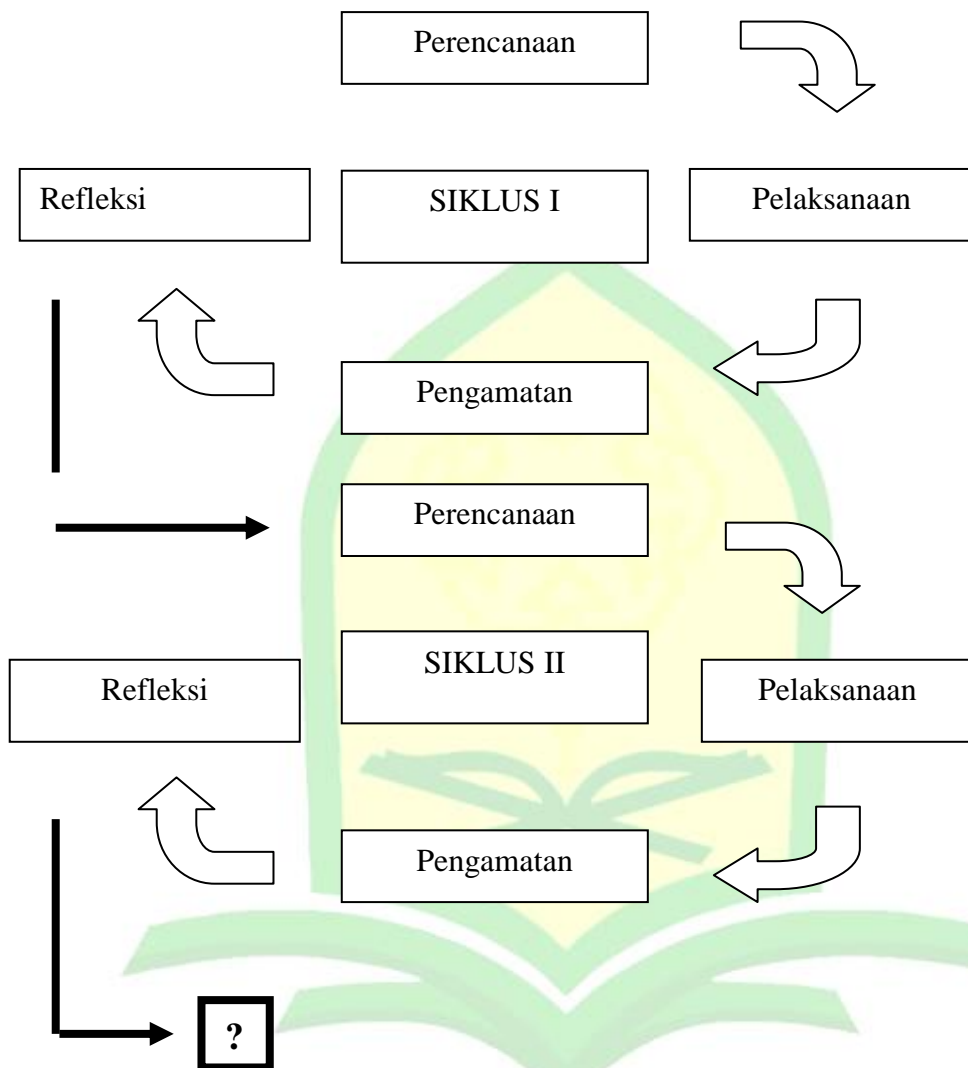 Perencanaan
Refleksi
SIKLUS I
Pelaksanaan
Pengamatan
Perencanaan
Refleksi
SIKLUS II
Pelaksanaan
Pengamatan
?